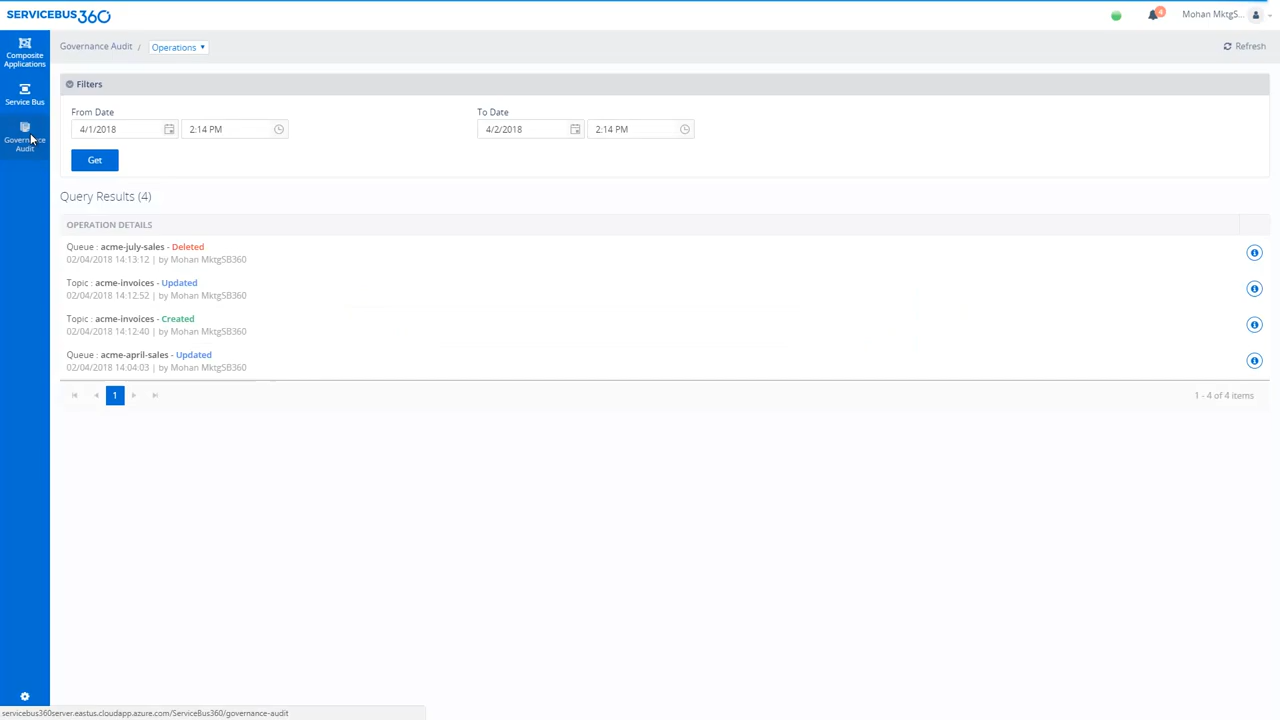 SERVICEBUS360
4
Mohan MktgS...
Composite Applications
Service Bus
Governance Audit
Governance Audit / Operations
Refresh
Filters
From Date
To Date
4/1/2018
2:14 PM
4/2/2018
2:14 PM
Get
Query Results (4)
OPERATION DETAILS
Queue : acme-july-sales - Deleted
02/04/2018 14:13:12 | by Mohan MktgSB360
Topic : acme-invoices - Updated
02/04/2018 14:12:52 | by Mohan MktgSB360
Topic : acme-invoices - Created
02/04/2018 14:12:40 | by Mohan MktgSB360
Queue : acme-april-sales - Updated
02/04/2018 14:04:03 | by Mohan MktgSB360
1
1 - 4 of 4 items
servicebus360server.eastus.cloudapp.azure.com/ServiceBus360/governance-audit